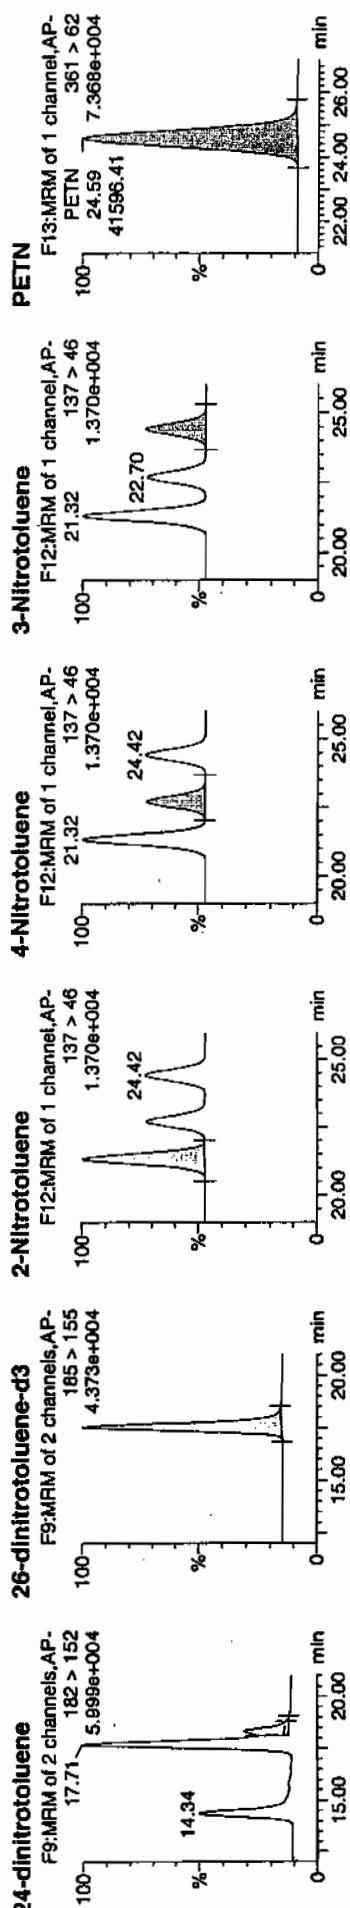 24-dinitrotoluene
F9:MRM of 2 channels,AP-
182 > 152
5.999e+004
17.71
14.34
100
%
0
15.00 20.00 min
26-dinitrotoluene-d3
F9:MRM of 2 channels,AP-
185 > 155
4.373e+004
100
%
0
15.00 20.00 min
2-Nitrotoluene
F12:MRM of 1 channel,AP-
137 > 46
1.370e+004
24.42
100
%
0
20.00 25.00 min
4-Nitrotoluene
F12:MRM of 1 channel,AP-
21.32 137 > 46
1.370e+004
24.42
100
%
0
20.00 25.00 min
3-Nitrotoluene
F12:MRM of 1 channel,AP-
21.32 137 > 46
1.370e+004
22.70
100
%
0
20.00 25.00 min
PETN
F13:MRM of 1 channel,AP-
PETN 361 > 62
24.59 7.368e+004
41596.41
100
%
0
22.00 24.00 26.00 min